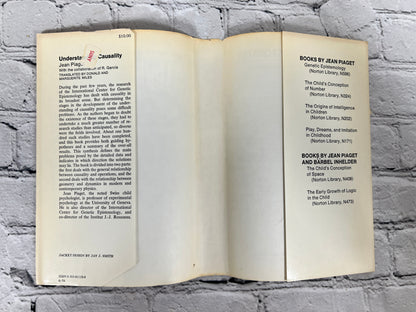 $10.00
Understa Causality
Jean Piag
With the collaboration of R. Garcia
TRANSLATED BY DONALD AND
MARGUERITE MILES
During the past few years, the research
of the International Center for Genetic
Epistemology has dealt with causality in
its broadest sense. But determining the
stages in the development of the under-
standing of causality poses some difficult
problems. As the authors began to doubt
the existence of such stages, they had to
undertake a much greater number of re-
search studies than anticipated, so diverse
were the fields involved. About one hun-
dred such studies have been completed,
and this book provides both guiding hy-
potheses and a summary of the over-all
results. This synthesis defines the main
problems posed by the detailed data and
indicates in which direction the solutions
may lie. The book is divided into two parts:
the first deals with the general relationship
between causality and operations, and the
second deals with the relationship between
geometry and dynamics in modern and
contemporary physics.
Jean Piaget, the noted Swiss child
psychologist, is professor of experimental
psychology at the University of Geneva.
He is also director of the International
Center for Genetic Epistemology, and
co-director of the Institut J.-J. Rousseau.
JACKET DESIGN BY JAY J. SMITH
BOOKS BY JEAN PIAGET
Genetic Epistemology
(Norton Library, N596)
The Child's Conception
of Number
(Norton Library, N324)
The Origins of Intelligence
in Children
(Norton Library, N202)
Play, Dreams, and Imitation
in Childhood
(Norton Library, N171)
BOOKS BY JEAN PIAGET
AND BÄRBEL INHELDER
The Child's Conception
of Space
(Norton Library, N408)
The Early Growth of Logic
in the Child
(Norton Library, N473)